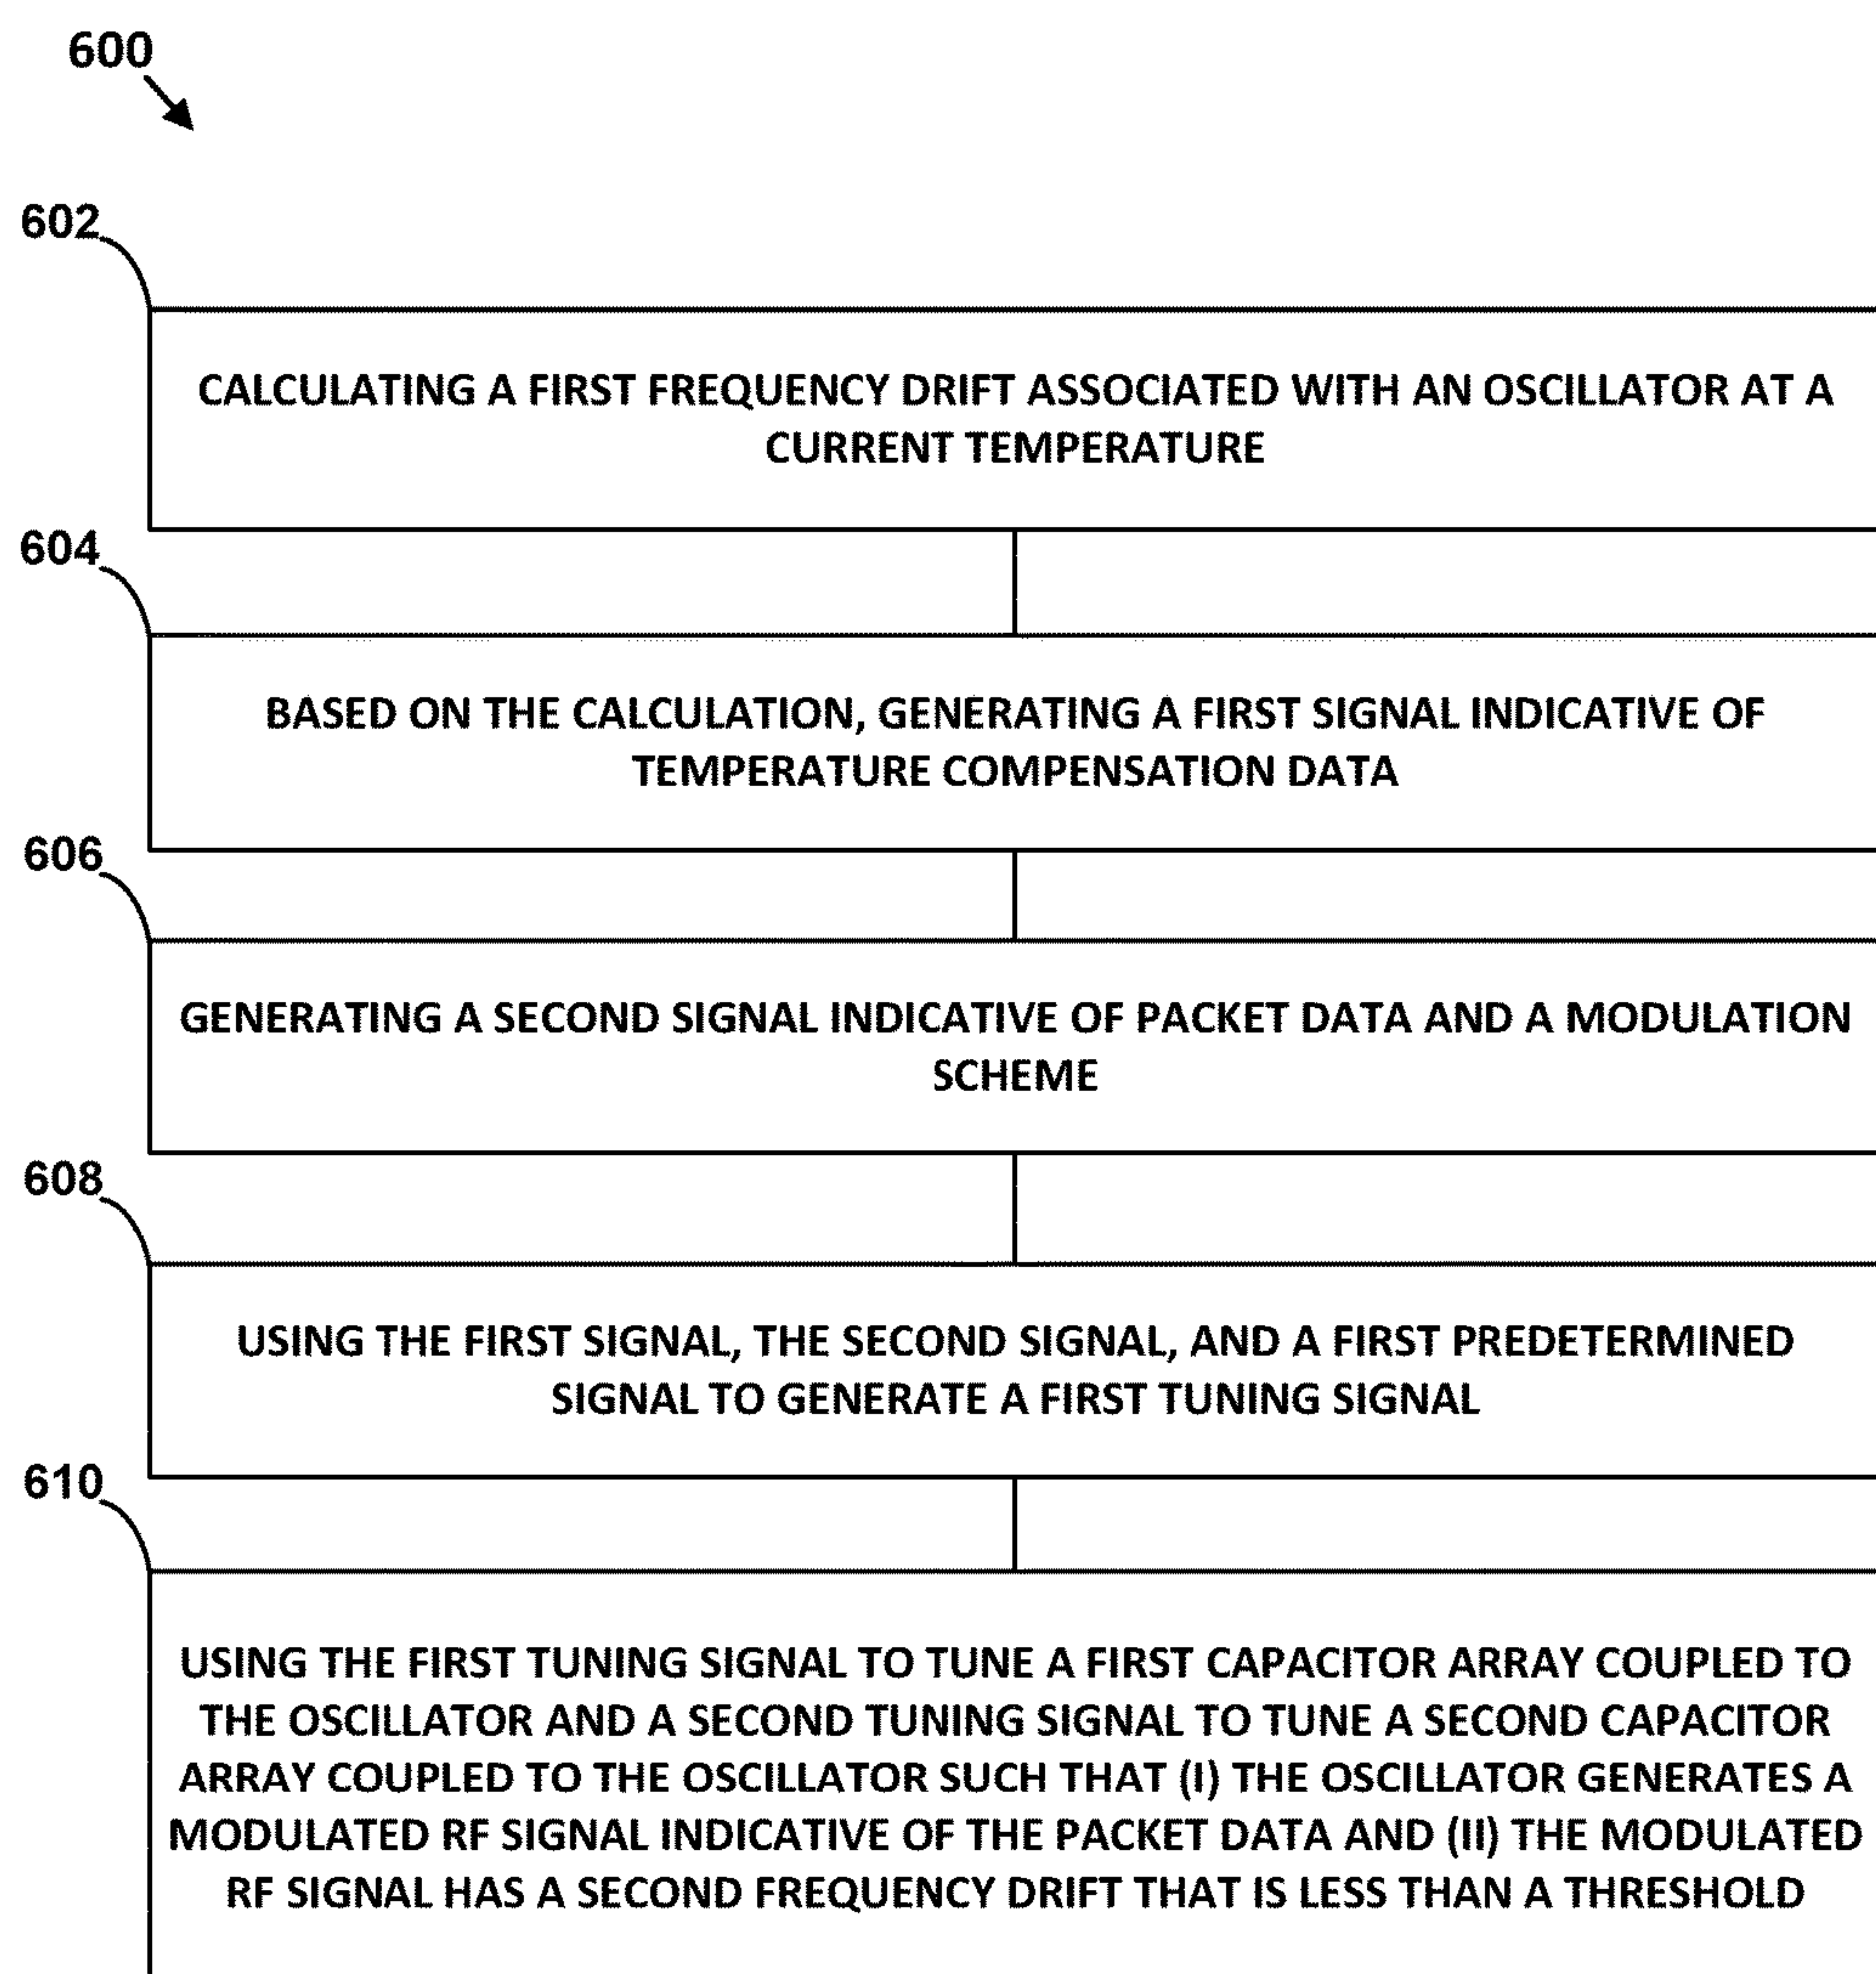 600
602
CALCULATING A FIRST FREQUENCY DRIFT ASSOCIATED WITH AN OSCILLATOR AT A
CURRENT TEMPERATURE
604
BASED ON THE CALCULATION, GENERATING A FIRST SIGNAL INDICATIVE OF
TEMPERATURE COMPENSATION DATA
606
GENERATING A SECOND SIGNAL INDICATIVE OF PACKET DATA AND A MODULATION
SCHEME
608
USING THE FIRST SIGNAL, THE SECOND SIGNAL, AND A FIRST PREDETERMINED
SIGNAL TO GENERATE A FIRST TUNING SIGNAL
610
USING THE FIRST TUNING SIGNAL TO TUNE A FIRST CAPACITOR ARRAY COUPLED TO
THE OSCILLATOR AND A SECOND TUNING SIGNAL TO TUNE A SECOND CAPACITOR
ARRAY COUPLED TO THE OSCILLATOR SUCH THAT (I) THE OSCILLATOR GENERATES A
MODULATED RF SIGNAL INDICATIVE OF THE PACKET DATA AND (II) THE MODULATED
RF SIGNAL HAS A SECOND FREQUENCY DRIFT THAT IS LESS THAN A THRESHOLD